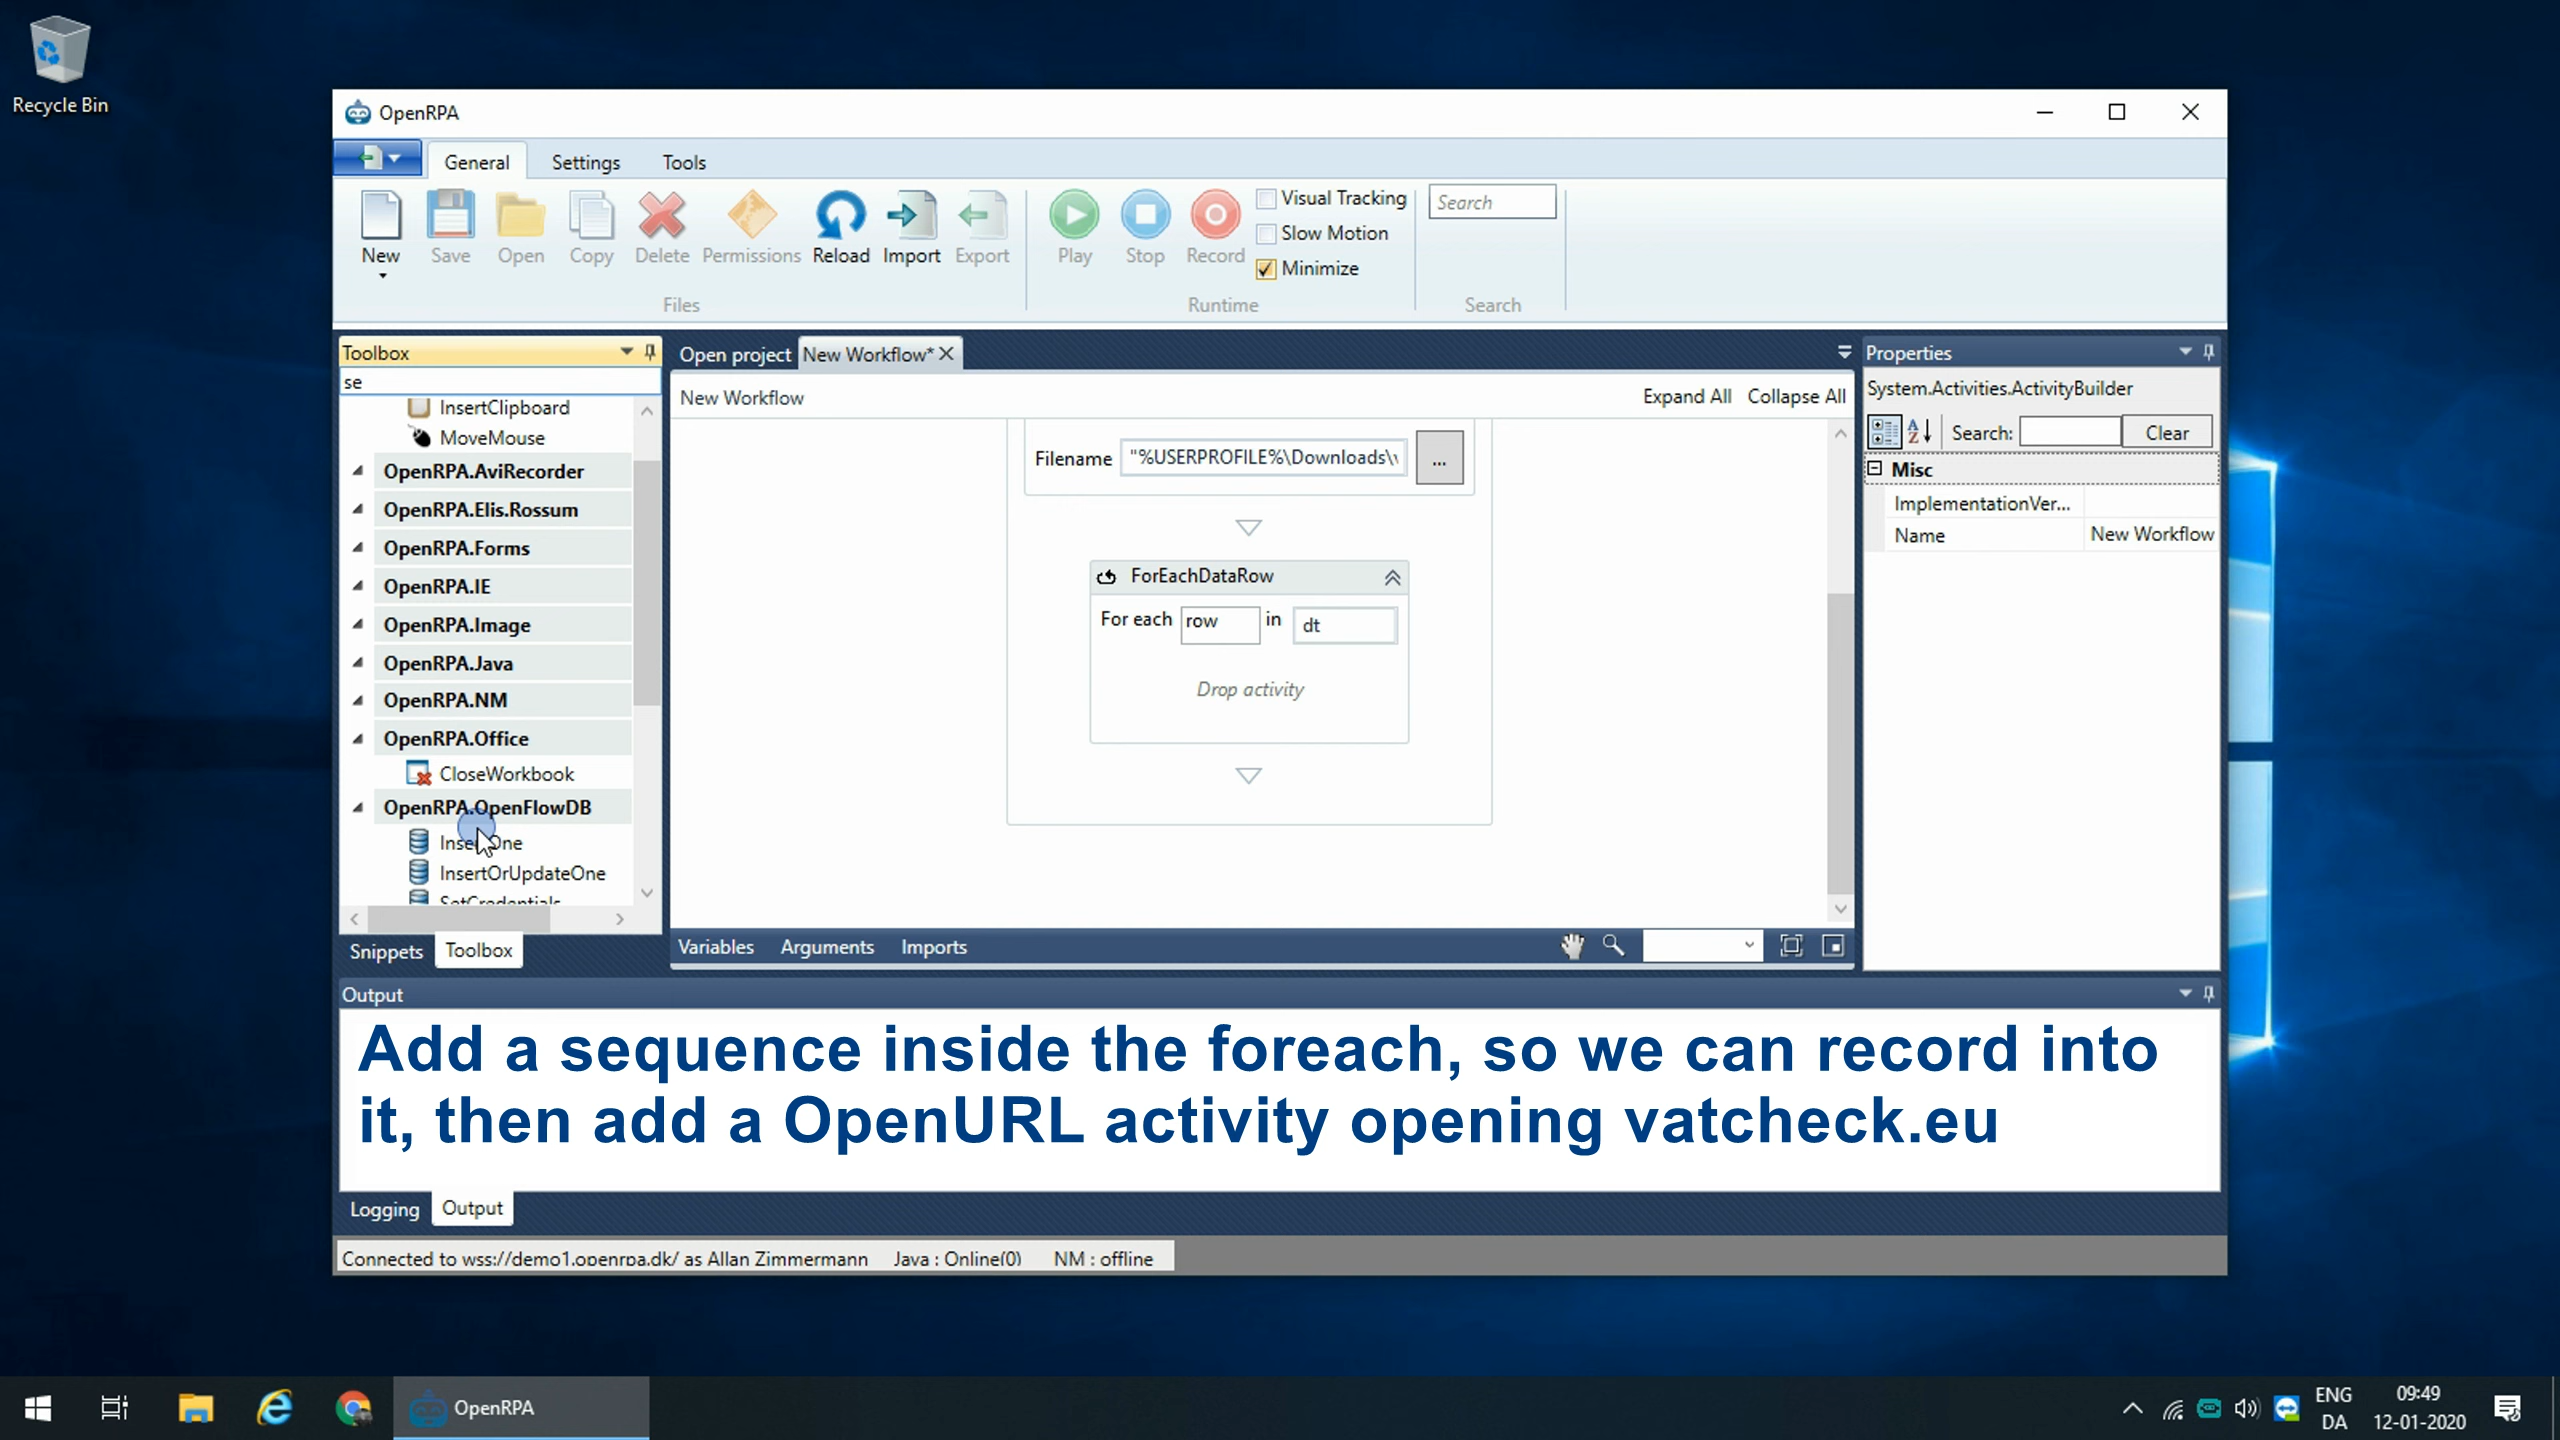 Recycle Bin
OpenRPA
General Settings Tools
New Save Open Copy Delete Permissions Reload Import Export
Files
Play Stop Record
Visual Tracking
Slow Motion
Minimize
Runtime
Search
Search
Toolbox
se
InsertClipboard
MoveMouse
OpenRPA.AviRecorder
OpenRPA.Elis.Rossum
OpenRPA.Forms
OpenRPA.IE
OpenRPA.Image
OpenRPA.Java
OpenRPA.NM
OpenRPA.Office
CloseWorkbook
OpenRPA.OpenFlowDB
InsertOne
InsertOrUpdateOne
SetCredentials
Snippets Toolbox
Open project New Workflow*
New Workflow Expand All Collapse All
Filename "%USERPROFILE%\Downloads\v ...
ForEachDataRow
For each row in dt
Drop activity
Variables Arguments Imports
Properties
System.Activities.ActivityBuilder
Search: Clear
Misc
ImplementationVer...
Name New Workflow
Output
Add a sequence inside the foreach, so we can record into
it, then add a OpenURL activity opening vatcheck.eu
Logging Output
Connected to wss://demo1.openrpa.dk/ as Allan Zimmermann Java : Online(0) NM : offline
OpenRPA
ENG
DA
09:49
12-01-2020